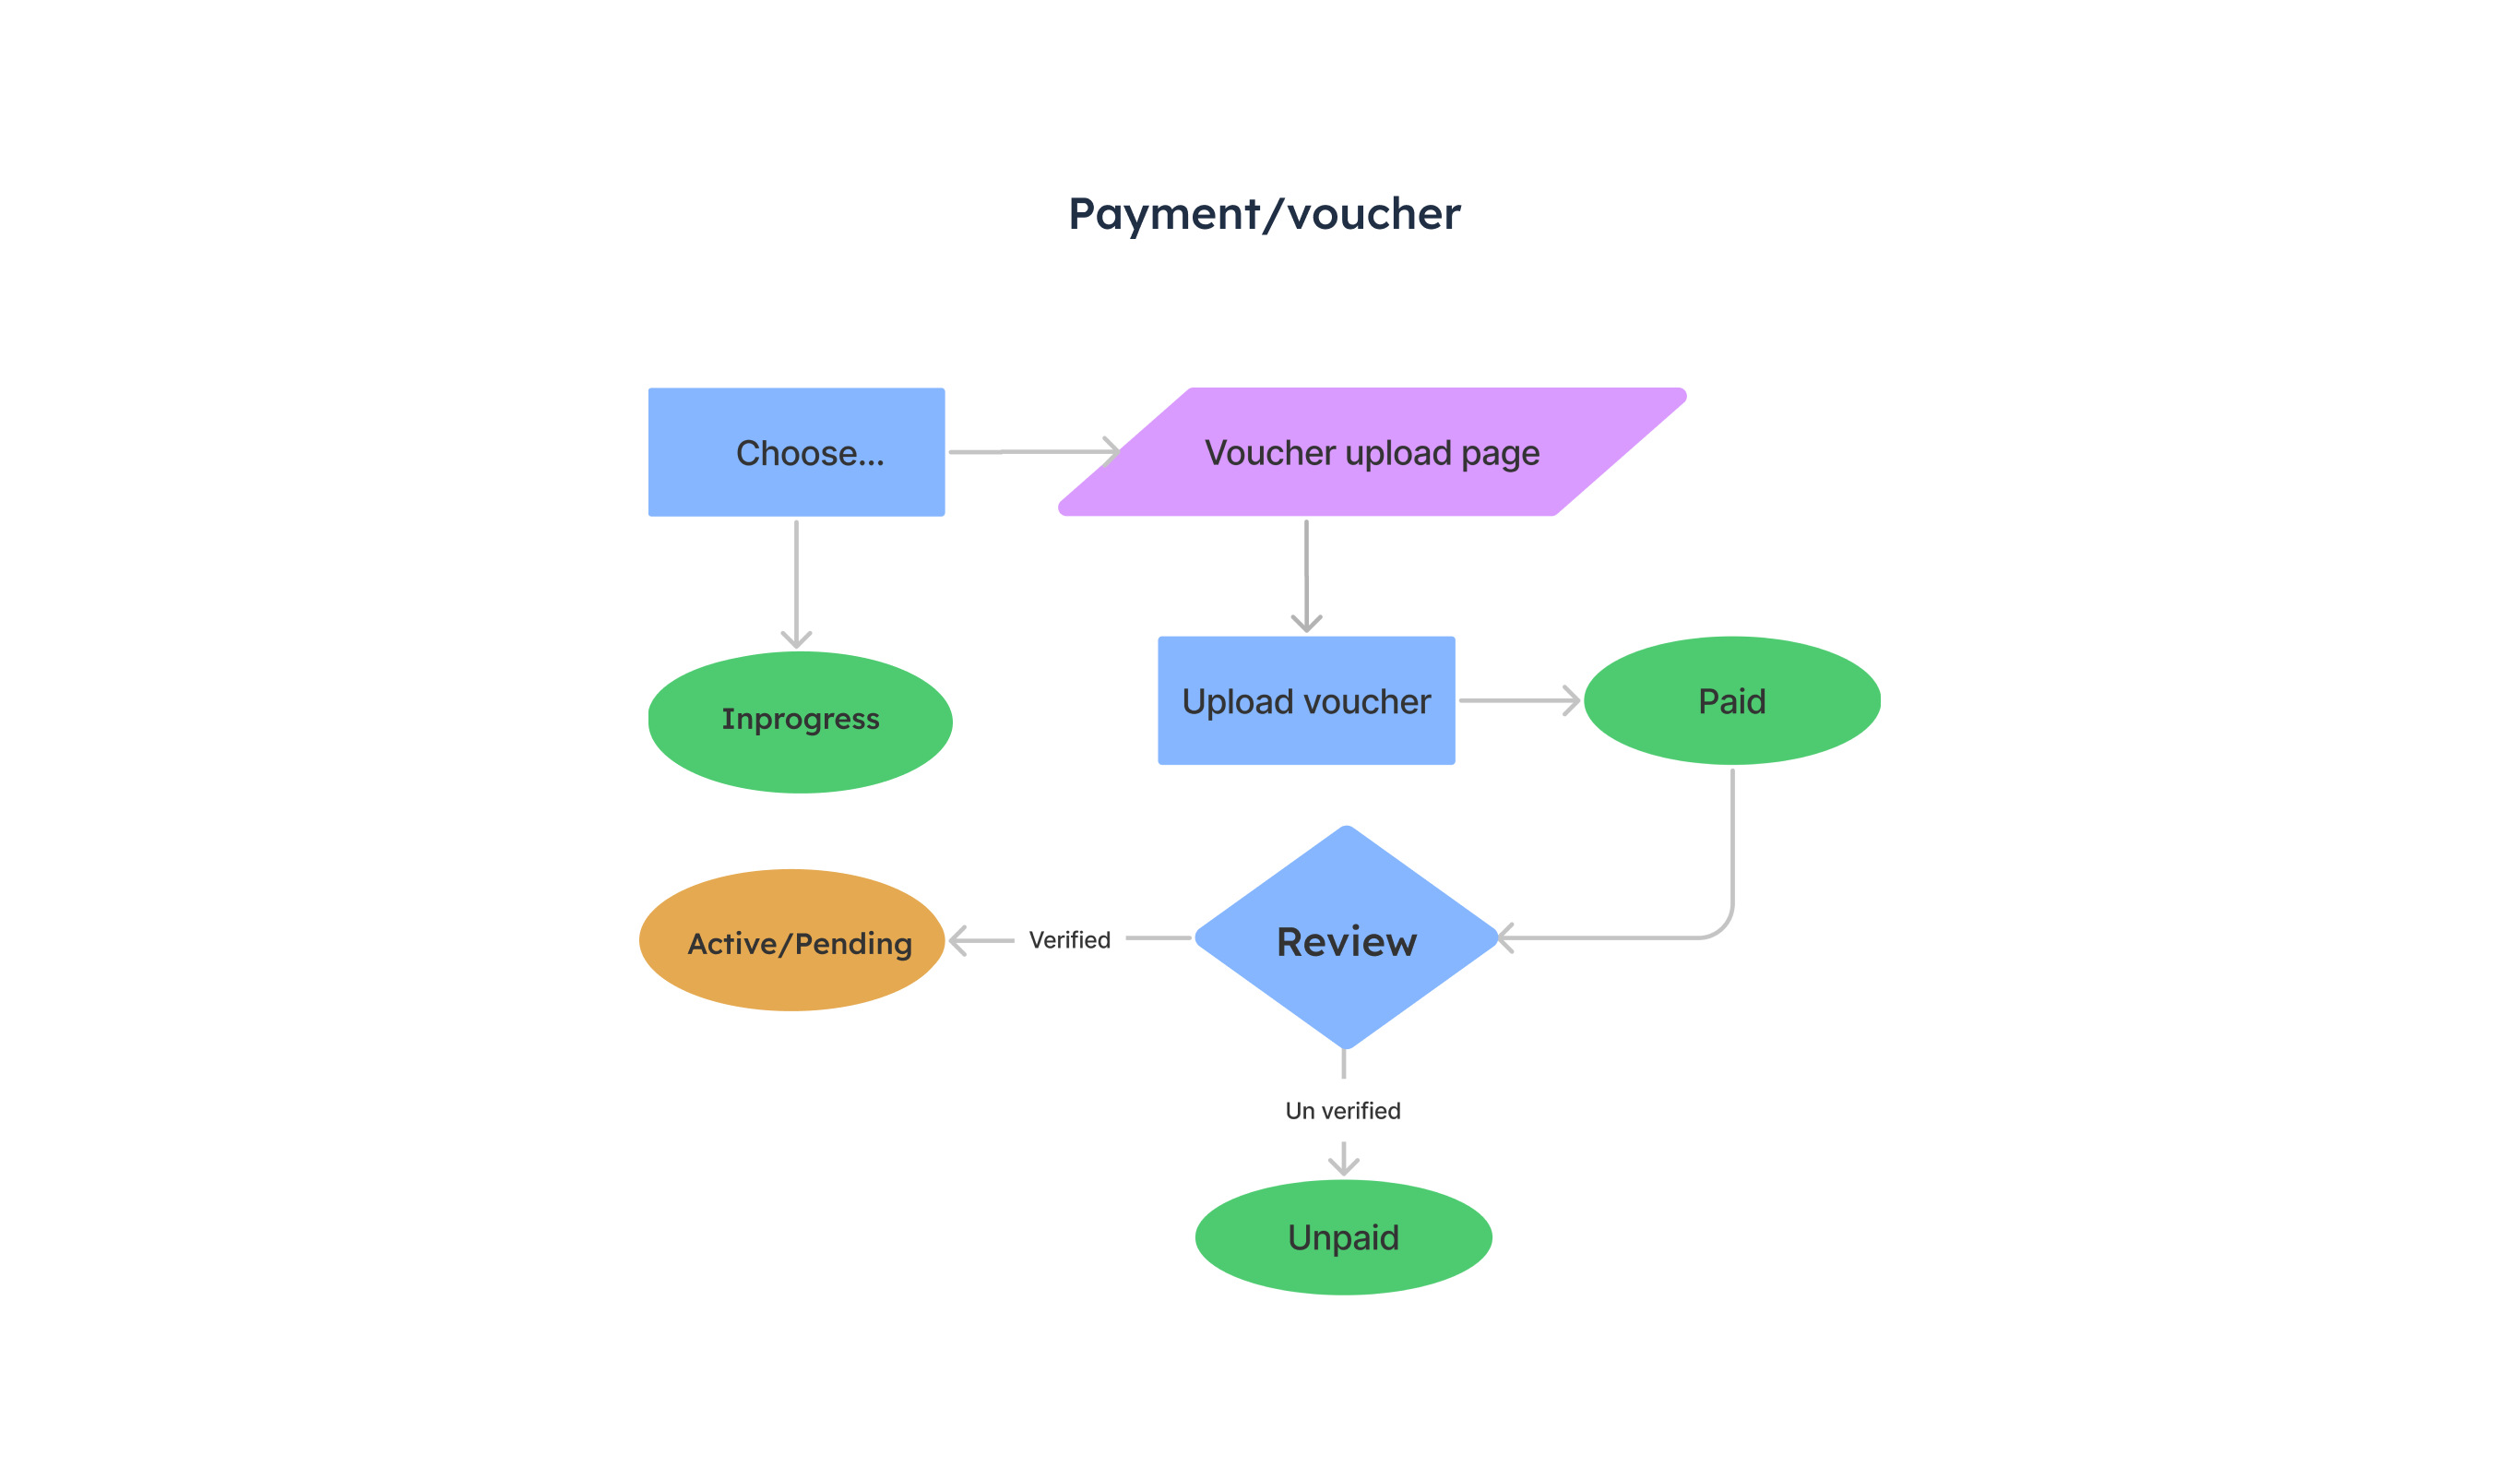 Payment/voucher
Choose...
Voucher upload page
Inprogress
Upload voucher
Paid
Active/Pending
Verified
Review
Un verified
Unpaid